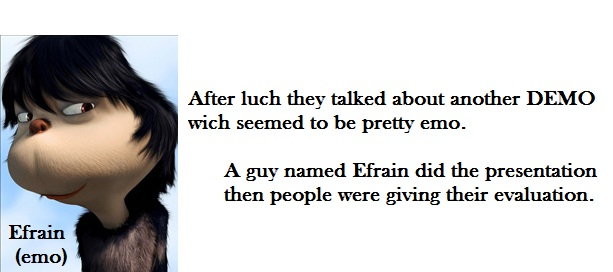 After luch they talked about another DEMO
wich seemed to be pretty emo.
A guy named Efrain did the presentation
then people were giving their evaluation.
Efrain
(emo)